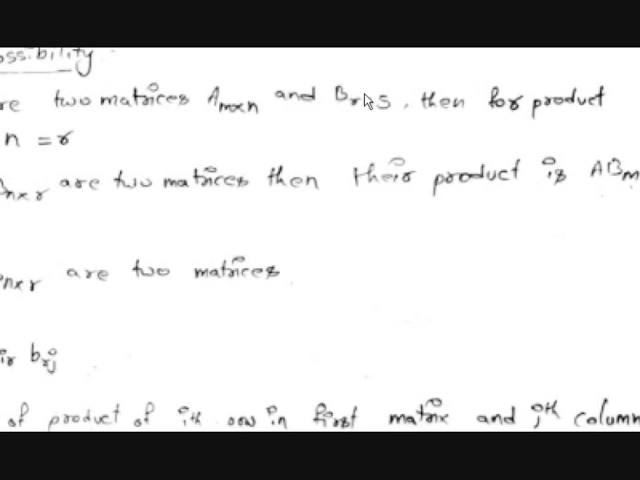 ossibility
re two matrices Amxn and Brxs, then for product
n = r
Bnxr are two matrices then their product is ABm
nxr are two matrices
ir brj
of product of ith row in first matrix and jth column